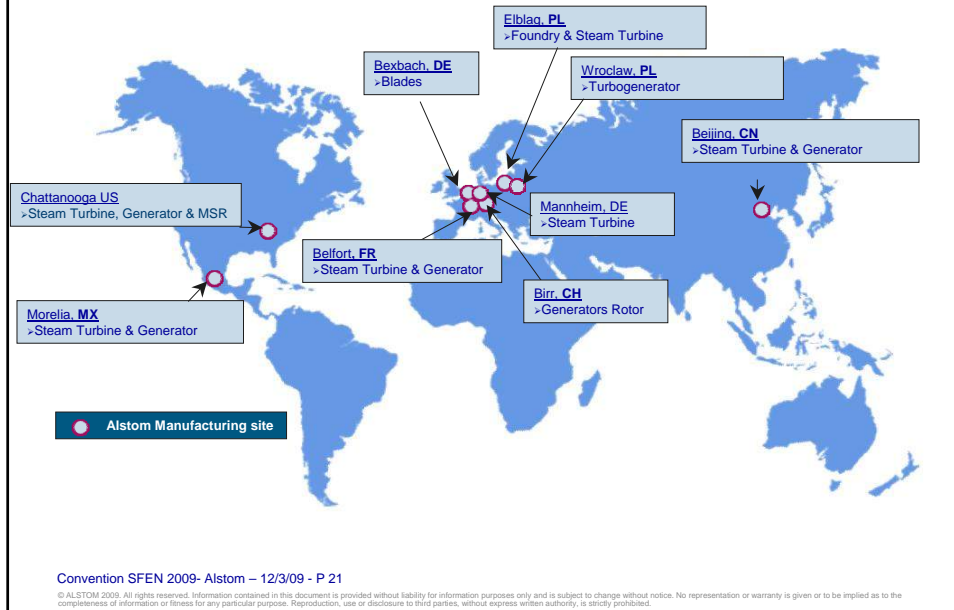 Elblag, PL
➢Foundry & Steam Turbine
Bexbach, DE
➢Blades
Wroclaw, PL
➢Turbogenerator
Beijing, CN
➢Steam Turbine & Generator
Chattanooga US
➢Steam Turbine, Generator & MSR
Mannheim, DE
➢Steam Turbine
Belfort, FR
➢Steam Turbine & Generator
Birr, CH
➢Generators Rotor
Morelia, MX
➢Steam Turbine & Generator
Alstom Manufacturing site
Convention SFEN 2009- Alstom – 12/3/09 - P 21
© ALSTOM 2009. All rights reserved. Information contained in this document is provided without liability for information purposes only and is subject to change without notice. No representation or warranty is given or to be implied as to the
completeness of information or fitness for any particular purpose. Reproduction, use or disclosure to third parties, without express written authority, is strictly prohibited.